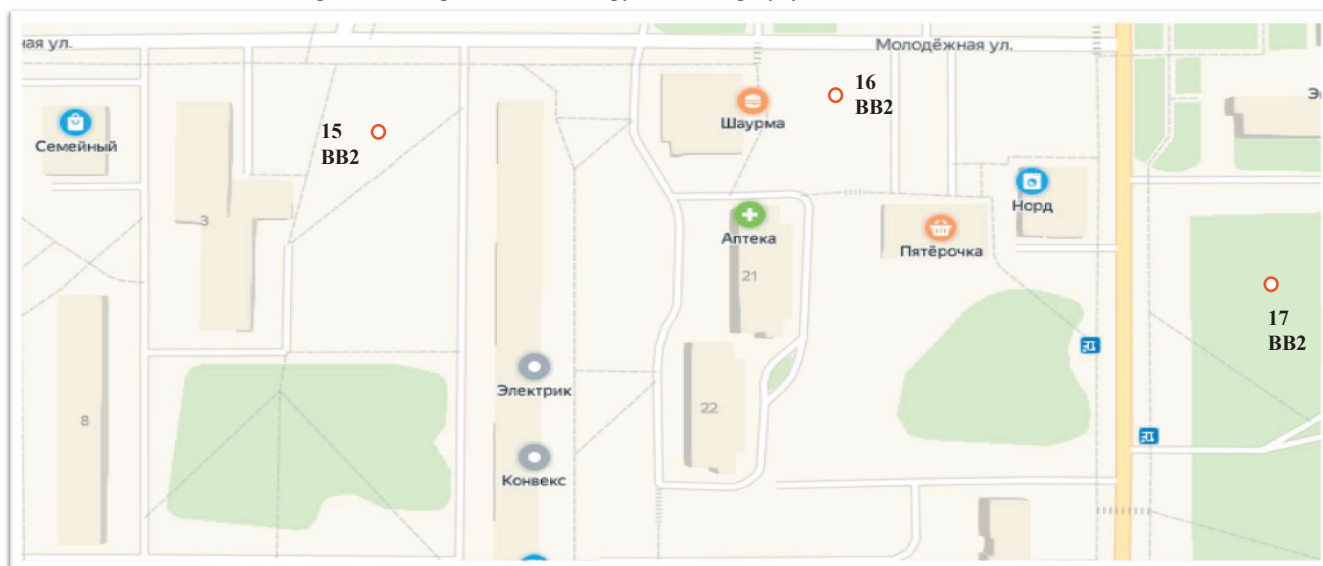 ная ул.
Молодёжная ул.
16
ВВ2
Шаурма
Семейный
15
ВВ2
Э
3
Норд
Аптека
Пятёрочка
21
17
ВВ2
Электрик
22
8
Конвекс